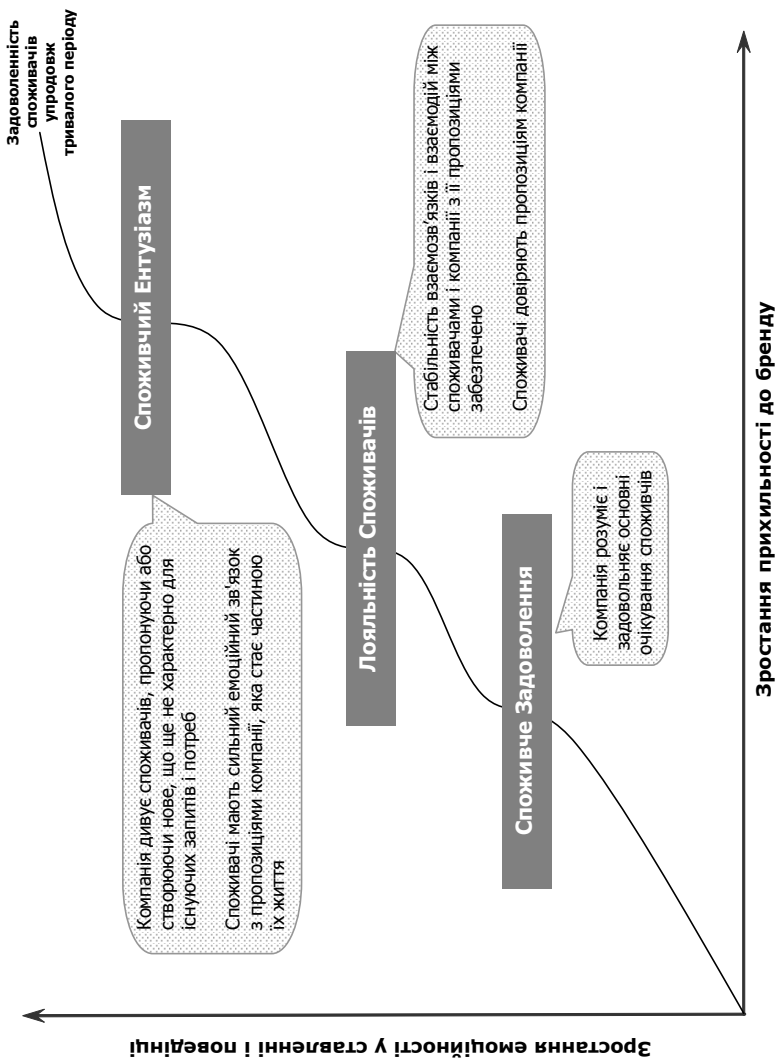 Задоволенність
споживачів
упродовж
тривалого періоду
Споживчий Ентузіазм
Компанія дивує споживачів, пропонуючи або
створюючи нове, що ще не характерно для
існуючих запитів і потреб
Споживачі мають сильний емоційний зв'язок
з пропозиціями компанії, яка стає частиною
їх життя
Лояльність Споживачів
Стабільність взаємозв'язків і взаємодій між
споживачами і компанії з її пропозиціями
забезпечено
Споживачі довіряють пропозиціям компанії
Споживче Задоволення
Компанія розуміє і
задовольняє основні
очікування споживчів
Зростання прихильності до бренду
Зростання емоційності у ставленні і поведінці